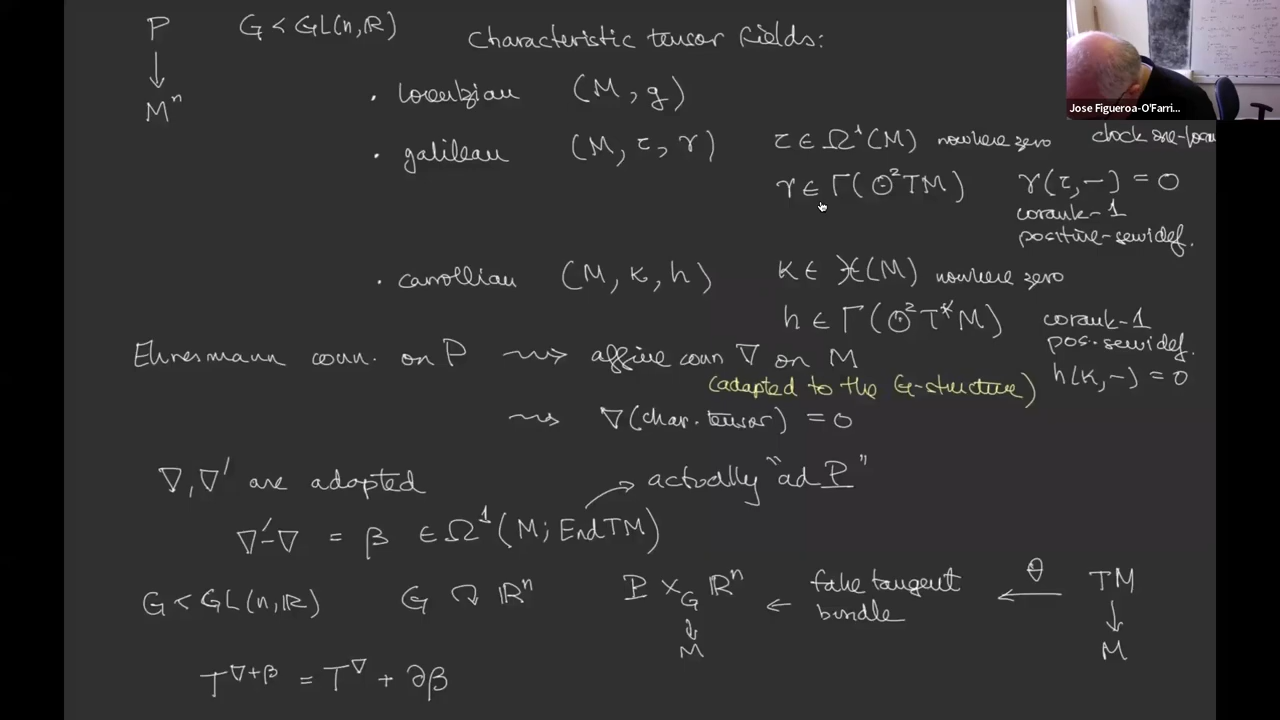 P G < GL(n,ℝ) Characteristic tensor fields:
↓
Mⁿ
· lorentzian (M, g)
· galilean (M, τ, γ) τ ∈ Ω¹(M) nowhere zero clock one-form
γ ∈ Γ(⊙²TM) γ(τ,−) = 0
corank-1
positive-semidef.
· carrollian (M, κ, h) κ ∈ 𝔛(M) nowhere zero
h ∈ Γ(⊙²T*M) corank-1
pos. semidef.
h(κ,−) = 0
Ehresmann conn. on P ⇝ affine conn ∇ on M
(adapted to the G-structure)
⇝ ∇(char. tensor) = 0
∇, ∇′ are adapted
actually "ad P"
∇′−∇ = β ∈ Ω¹(M; End TM)
G < GL(n,ℝ) G ↷ ℝⁿ P ×_G ℝⁿ ← fake tangent bundle ←θ TM
↓ ↓
M M
T^{∇+β} = T^∇ + ∂β
Jose Figueroa-O'Farri...